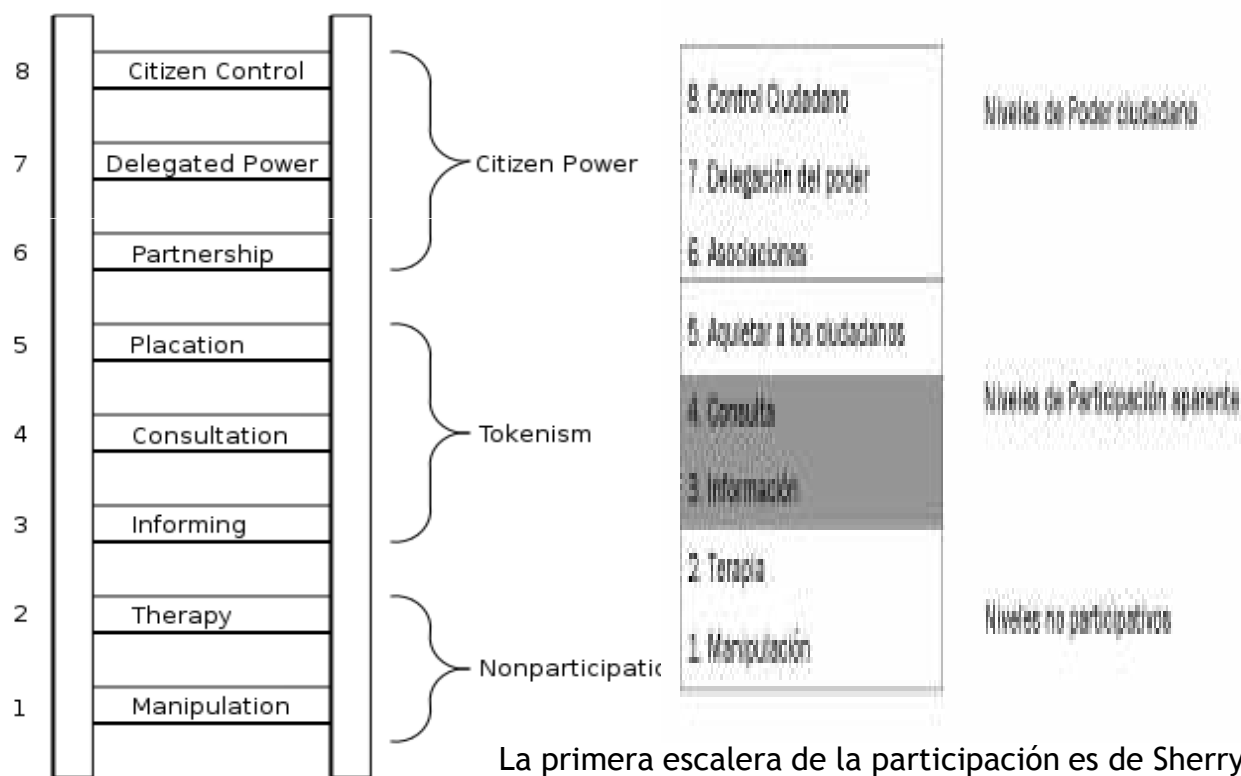 8 Citizen Control
7 Delegated Power
Citizen Power
6 Partnership
5 Placation
4 Consultation
Tokenism
3 Informing
2 Therapy
Nonparticipatio
1 Manipulation
8. Control Ciudadano
Niveles de Poder ciudadano
7. Delegación del poder
6. Asociaciones
5. Aquietar a los ciudadanos
4. Consulta
Niveles de Participación aparente
3. Información
2. Terapia
Niveles no participativos
1. Manipulación
La primera escalera de la participación es de Sherry